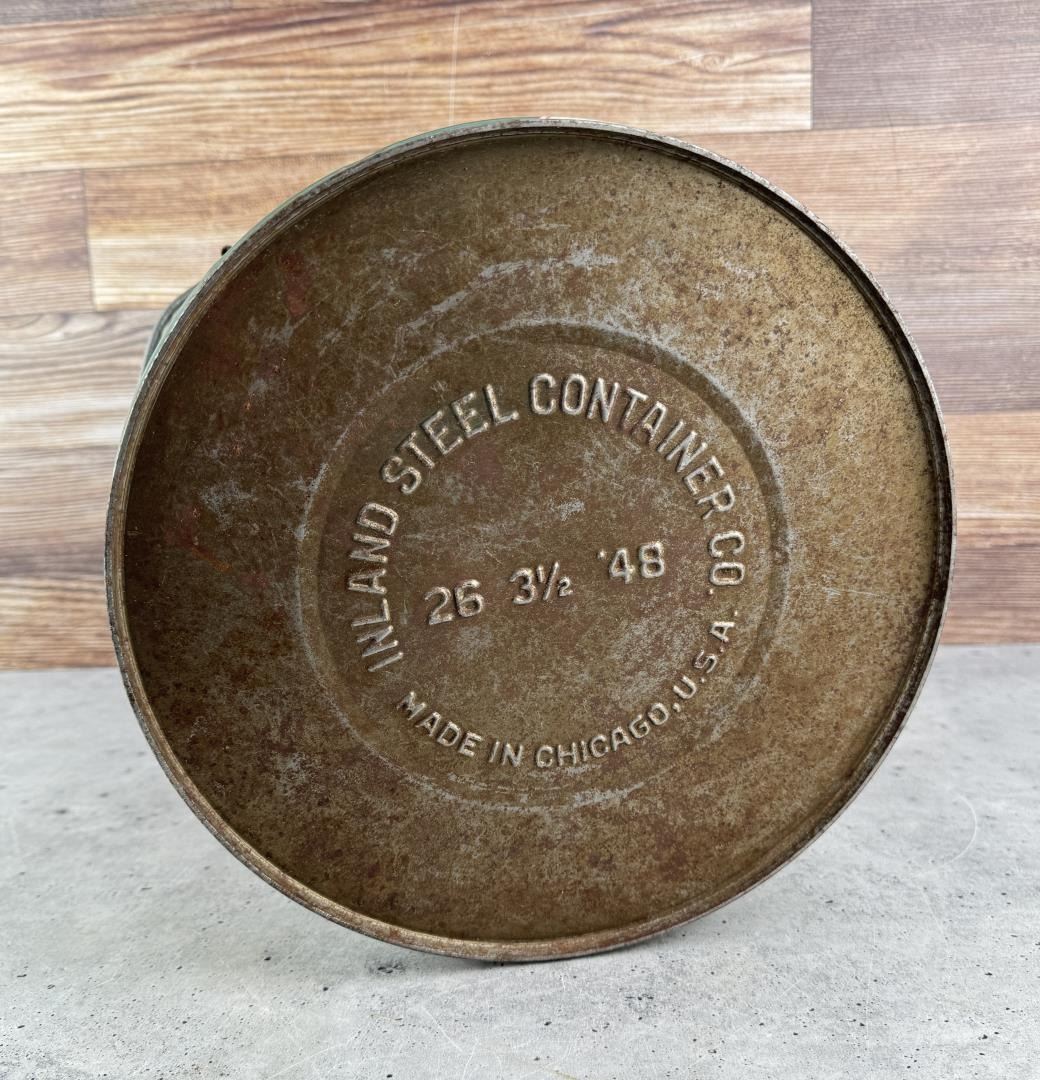 INLAND STEEL CONTAINER CO.
26 3½ '48
MADE IN CHICAGO, U.S.A.